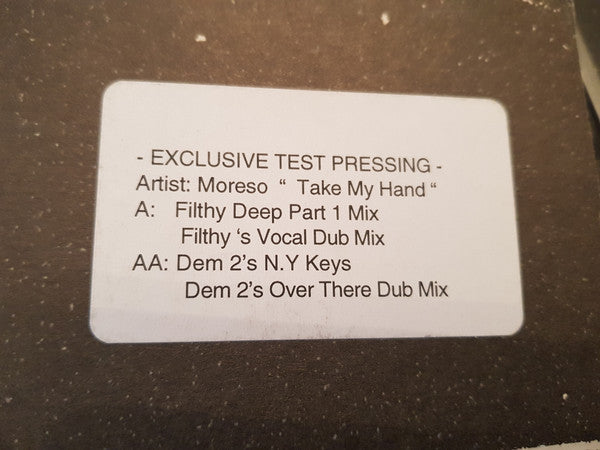 - EXCLUSIVE TEST PRESSING -
Artist: Moreso “ Take My Hand “
A: Filthy Deep Part 1 Mix
Filthy ‘s Vocal Dub Mix
AA: Dem 2’s N.Y Keys
Dem 2’s Over There Dub Mix